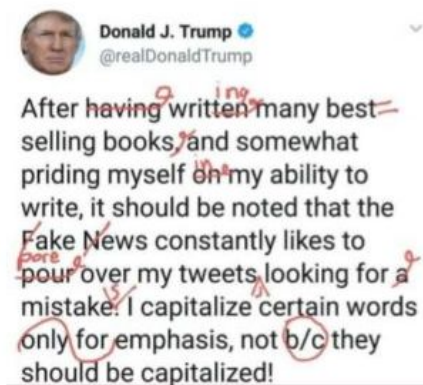 Donald J. Trump
@realDonaldTrump
ing
After having written many best
selling books, and somewhat
priding myself on my ability to
write, it should be noted that the
Fake News constantly likes to
pore
pour over my tweets looking for a
mistake. I capitalize certain words
only for emphasis, not b/c they
should be capitalized!